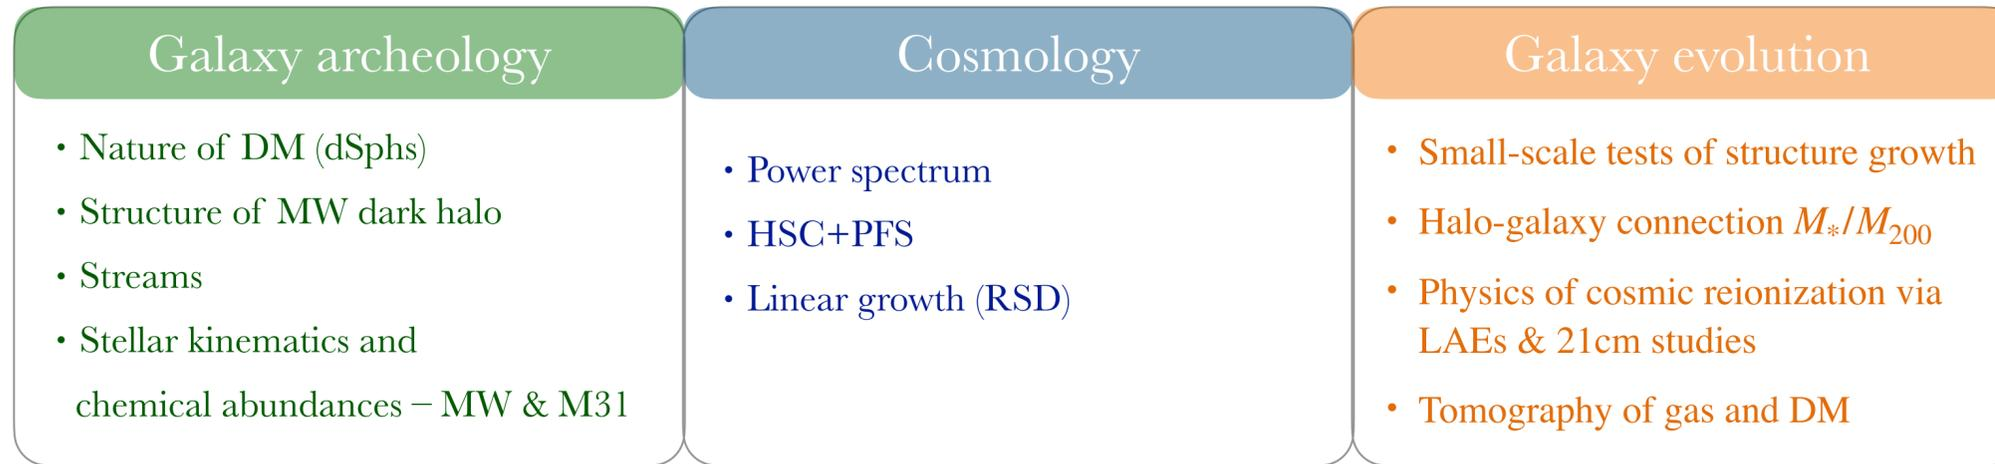 Galaxy archeology
• Nature of DM (dSphs)
• Structure of MW dark halo
• Streams
• Stellar kinematics and
chemical abundances – MW & M31
Cosmology
• Power spectrum
• HSC+PFS
• Linear growth (RSD)
Galaxy evolution
• Small-scale tests of structure growth
• Halo-galaxy connection M*/M200
• Physics of cosmic reionization via
LAEs & 21cm studies
• Tomography of gas and DM